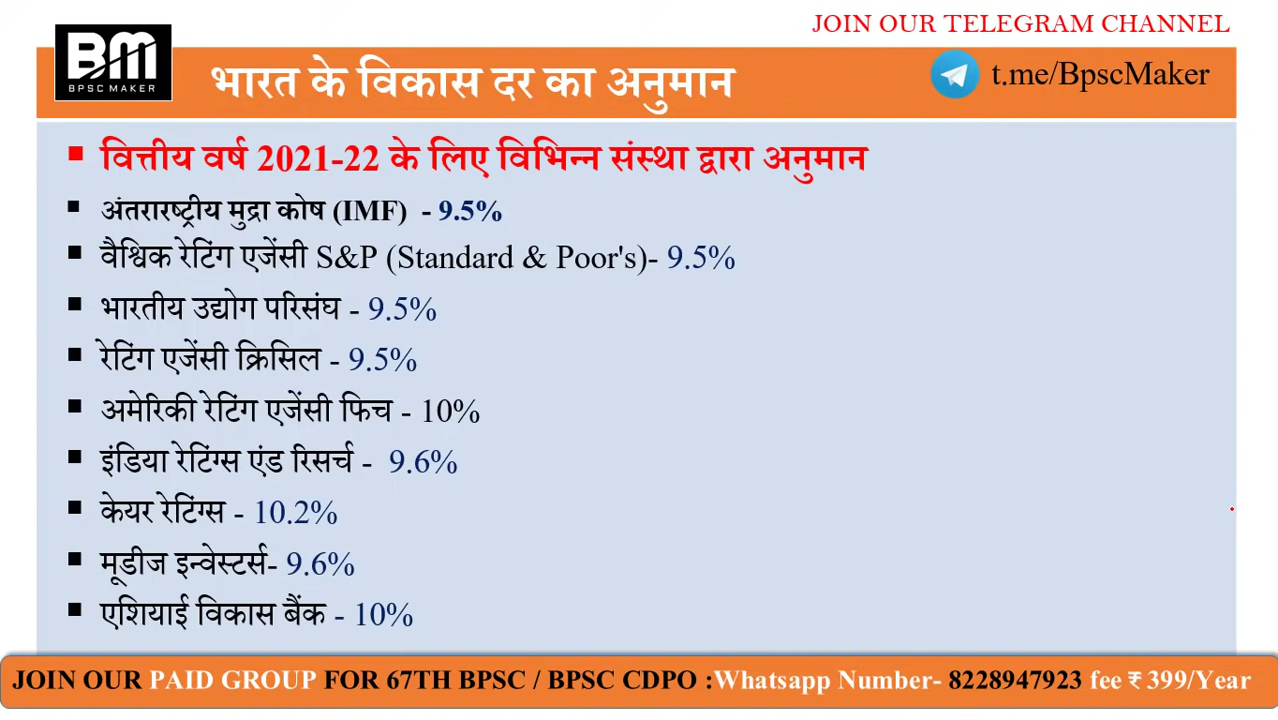 JOIN OUR TELEGRAM CHANNEL
BM
BPSC MAKER
भारत के विकास दर का अनुमान
t.me/BpscMaker
वित्तीय वर्ष 2021-22 के लिए विभिन्न संस्था द्वारा अनुमान
अंतरारष्ट्रीय मुद्रा कोष (IMF) - 9.5%
वैश्विक रेटिंग एजेंसी S&P (Standard & Poor's)- 9.5%
भारतीय उद्योग परिसंघ - 9.5%
रेटिंग एजेंसी क्रिसिल - 9.5%
अमेरिकी रेटिंग एजेंसी फिच - 10%
इंडिया रेटिंग्स एंड रिसर्च - 9.6%
केयर रेटिंग्स - 10.2%
मूडीज इन्वेस्टर्स- 9.6%
एशियाई विकास बैंक - 10%
JOIN OUR PAID GROUP FOR 67TH BPSC / BPSC CDPO :Whatsapp Number- 8228947923 fee ₹ 399/Year